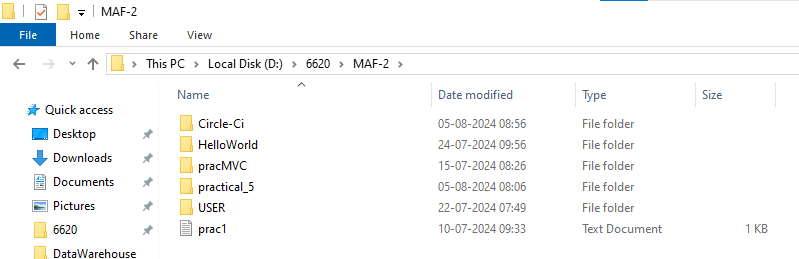 MAF-2
File Home Share View
This PC Local Disk (D:) 6620 MAF-2
Name Date modified Type Size
Quick access
Desktop
Downloads
Documents
Pictures
6620
DataWarehouse
Circle-Ci 05-08-2024 08:56 File folder
HelloWorld 24-07-2024 09:56 File folder
pracMVC 15-07-2024 08:26 File folder
practical_5 05-08-2024 08:06 File folder
USER 22-07-2024 07:49 File folder
prac1 10-07-2024 09:33 Text Document 1 KB